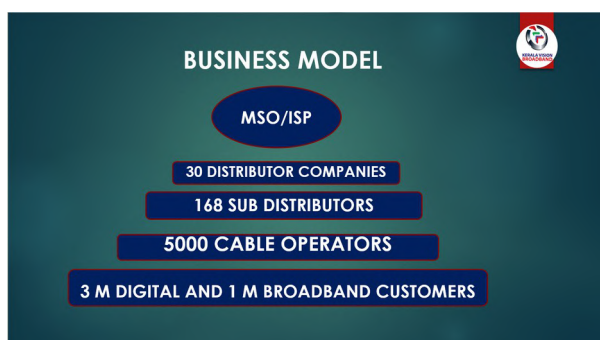 BUSINESS MODEL
KERALA VISION
BROADBAND
MSO/ISP
30 DISTRIBUTOR COMPANIES
168 SUB DISTRIBUTORS
5000 CABLE OPERATORS
3 M DIGITAL AND 1 M BROADBAND CUSTOMERS